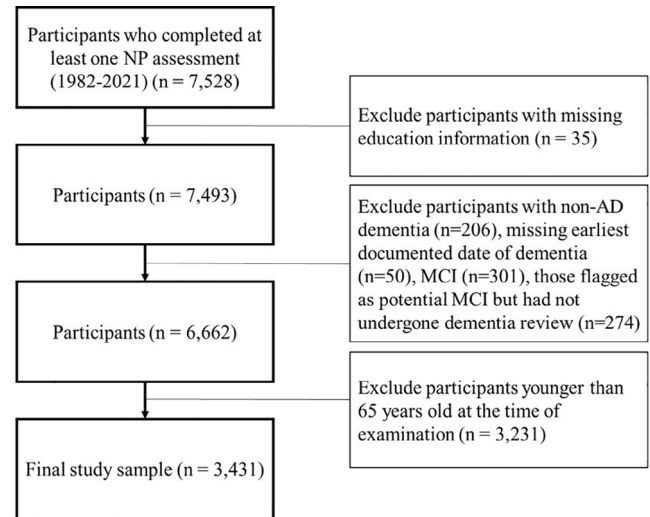 Participants who completed at
least one NP assessment
(1982-2021) (n = 7,528)
Exclude participants with missing
education information (n = 35)
Participants (n = 7,493)
Exclude participants with non-AD
dementia (n=206), missing earliest
documented date of dementia
(n=50), MCI (n=301), those flagged
as potential MCI but had not
undergone dementia review (n=274)
Participants (n = 6,662)
Exclude participants younger than
65 years old at the time of
examination (n = 3,231)
Final study sample (n = 3,431)